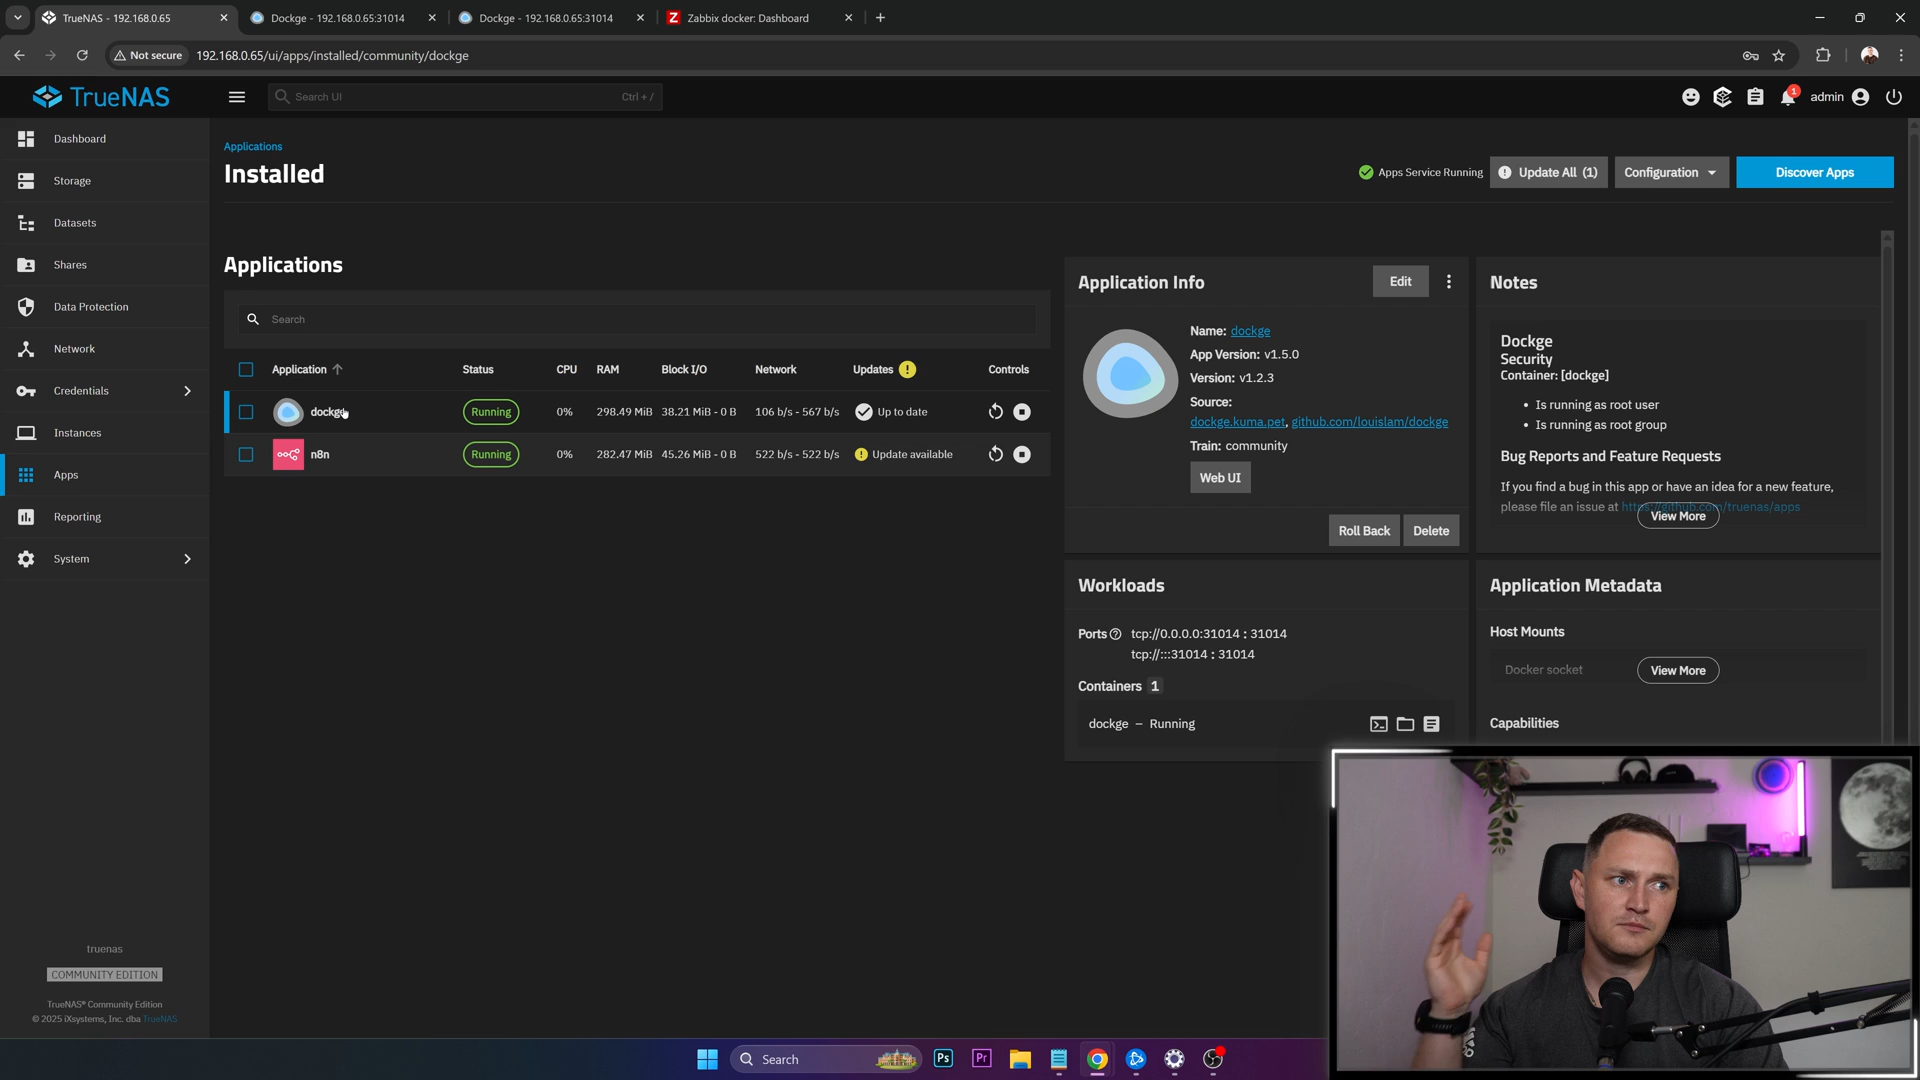 TrueNAS - 192.168.0.65
Dockge - 192.168.0.65:31014
Dockge - 192.168.0.65:31014
Z
Zabbix docker: Dashboard
Not secure
192.168.0.65/ui/apps/installed/community/dockge
TrueNAS
Search UI
Ctrl + /
1
admin
Dashboard
Storage
Datasets
Shares
Data Protection
Network
Credentials
Instances
Apps
Reporting
System
truenas
COMMUNITY EDITION
TrueNAS® Community Edition
© 2025 iXsystems, Inc. dba TrueNAS
Applications
Installed
Apps Service Running
Update All (1)
Configuration
Discover Apps
Applications
Search
Application Status CPU RAM Block I/O Network Updates Controls
dockge Running 0% 298.49 MiB 38.21 MiB - 0 B 106 b/s - 567 b/s Up to date
n8n Running 0% 282.47 MiB 45.26 MiB - 0 B 522 b/s - 522 b/s Update available
Application Info
Edit
Name: dockge
App Version: v1.5.0
Version: v1.2.3
Source:
dockge.kuma.pet, github.com/louislam/dockge
Train: community
Web UI
Roll Back
Delete
Workloads
Ports tcp://0.0.0.0:31014 : 31014
tcp://:::31014 : 31014
Containers 1
dockge – Running
Notes
Dockge
Security
Container: [dockge]
• Is running as root user
• Is running as root group
Bug Reports and Feature Requests
If you find a bug in this app or have an idea for a new feature,
please file an issue at https://github.com/truenas/apps
View More
Application Metadata
Host Mounts
Docker socket
View More
Capabilities
Search
Ps
Pr